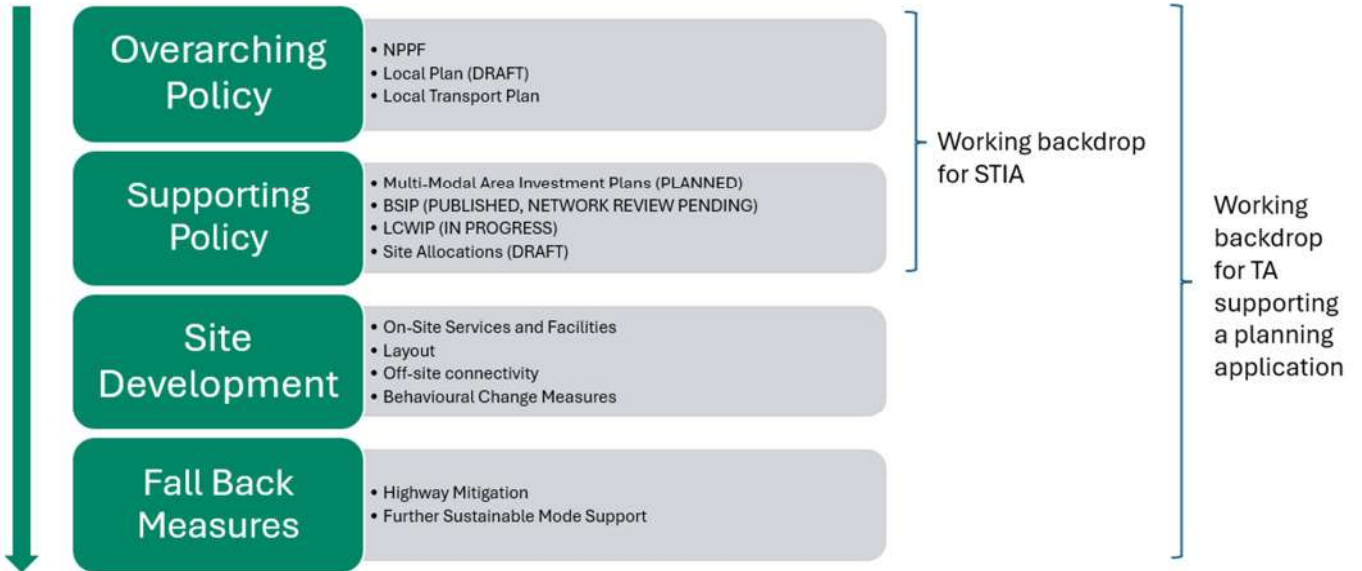 Overarching
Policy
• NPPF
• Local Plan (DRAFT)
• Local Transport Plan
Supporting
Policy
• Multi-Modal Area Investment Plans (PLANNED)
• BSIP (PUBLISHED, NETWORK REVIEW PENDING)
• LCWIP (IN PROGRESS)
• Site Allocations (DRAFT)
Site
Development
• On-Site Services and Facilities
• Layout
• Off-site connectivity
• Behavioural Change Measures
Fall Back
Measures
• Highway Mitigation
• Further Sustainable Mode Support
Working backdrop
for STIA
Working
backdrop
for TA
supporting
a planning
application